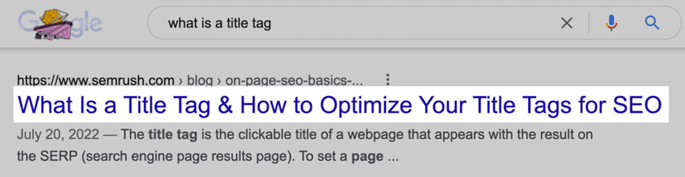 Google
what is a title tag
https://www.semrush.com › blog › on-page-seo-basics-...
What Is a Title Tag & How to Optimize Your Title Tags for SEO
July 20, 2022 — The title tag is the clickable title of a webpage that appears with the result on
the SERP (search engine page results page). To set a page ...